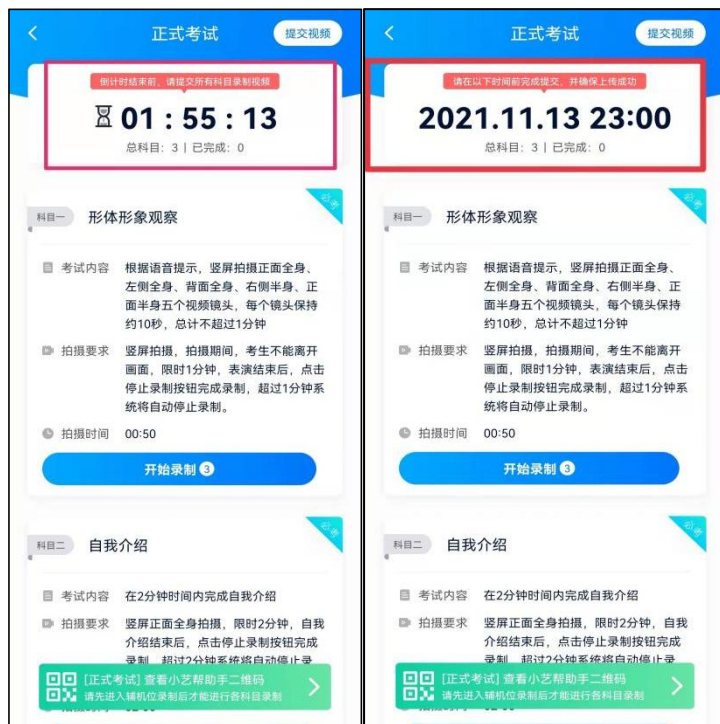 正式考试
提交视频
倒计时结束前，请提交所有科目录制视频
01 : 55 : 13
总科目：3 | 已完成：0
必考
科目一 形体形象观察
考试内容 根据语音提示，竖屏拍摄正面全身、
左侧全身、背面全身、右侧半身、正
面半身五个视频镜头，每个镜头保持
约10秒，总计不超过1分钟
拍摄要求 竖屏拍摄，拍摄期间，考生不能离开
画面，限时1分钟，表演结束后，点击
停止录制按钮完成录制，超过1分钟系
统将自动停止录制。
拍摄时间 00:50
开始录制 3
必考
科目二 自我介绍
考试内容 在2分钟时间内完成自我介绍
拍摄要求 竖屏正面全身拍摄，限时2分钟，自我
介绍结束后，点击停止录制按钮完成
录制，超过2分钟系统将自动停止录
[正式考试] 查看小艺帮助手二维码
请先进入辅机位录制后才能进行各科目录制
正式考试
提交视频
请在以下时间前完成提交，并确保上传成功
2021.11.13 23:00
总科目：3 | 已完成：0
必考
科目一 形体形象观察
考试内容 根据语音提示，竖屏拍摄正面全身、
左侧全身、背面全身、右侧半身、正
面半身五个视频镜头，每个镜头保持
约10秒，总计不超过1分钟
拍摄要求 竖屏拍摄，拍摄期间，考生不能离开
画面，限时1分钟，表演结束后，点击
停止录制按钮完成录制，超过1分钟系
统将自动停止录制。
拍摄时间 00:50
开始录制 3
必考
科目二 自我介绍
考试内容 在2分钟时间内完成自我介绍
拍摄要求 竖屏正面全身拍摄，限时2分钟，自我
介绍结束后，点击停止录制按钮完成
录制，超过2分钟系统将自动停止录
[正式考试] 查看小艺帮助手二维码
请先进入辅机位录制后才能进行各科目录制